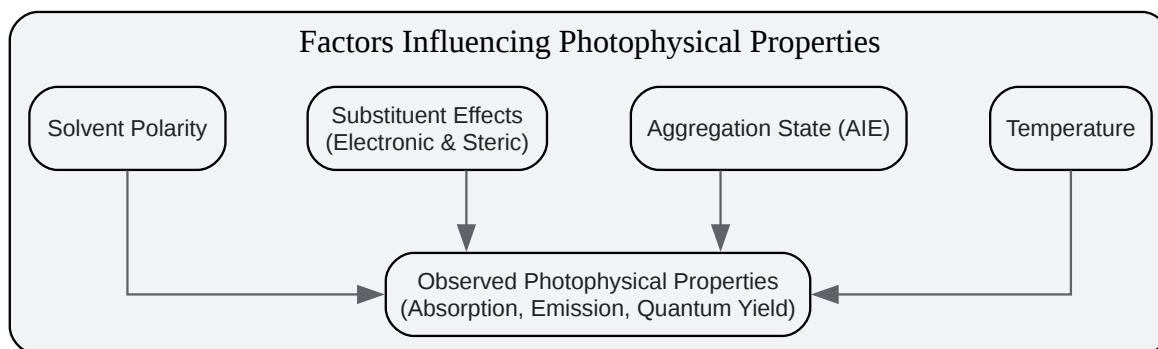 Factors Influencing Photophysical Properties
Solvent Polarity
Substituent Effects
(Electronic & Steric)
Aggregation State (AIE)
Temperature
Observed Photophysical Properties
(Absorption, Emission, Quantum Yield)